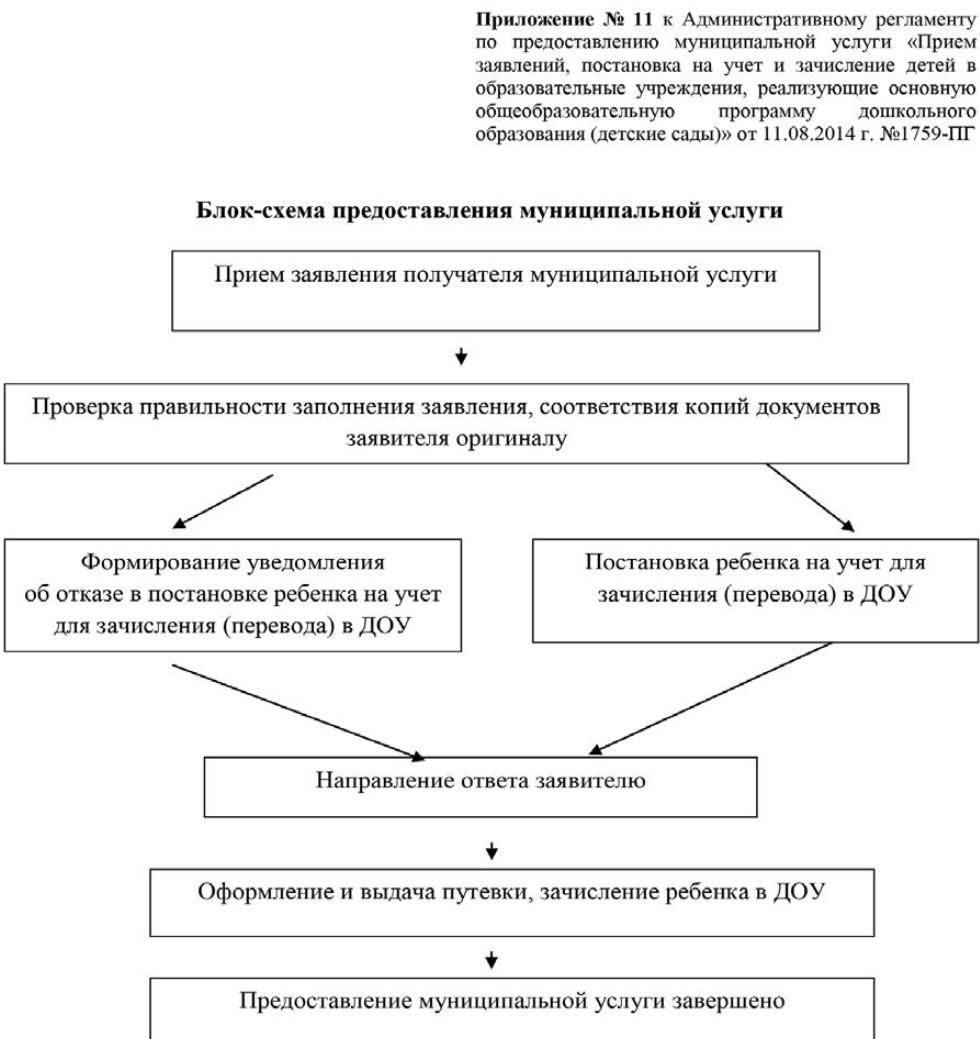 Приложение № 11 к Административному регламенту
по предоставлению муниципальной услуги «Прием
заявлений, постановка на учет и зачисление детей в
образовательные учреждения, реализующие основную
общеобразовательную программу дошкольного
образования (детские сады)» от 11.08.2014 г. №1759-ПГ
Блок-схема предоставления муниципальной услуги
Прием заявления получателя муниципальной услуги
Проверка правильности заполнения заявления, соответствия копий документов
заявителя оригиналу
Формирование уведомления
об отказе в постановке ребенка на учет
для зачисления (перевода) в ДОУ
Постановка ребенка на учет для
зачисления (перевода) в ДОУ
Направление ответа заявителю
Оформление и выдача путевки, зачисление ребенка в ДОУ
Предоставление муниципальной услуги завершено